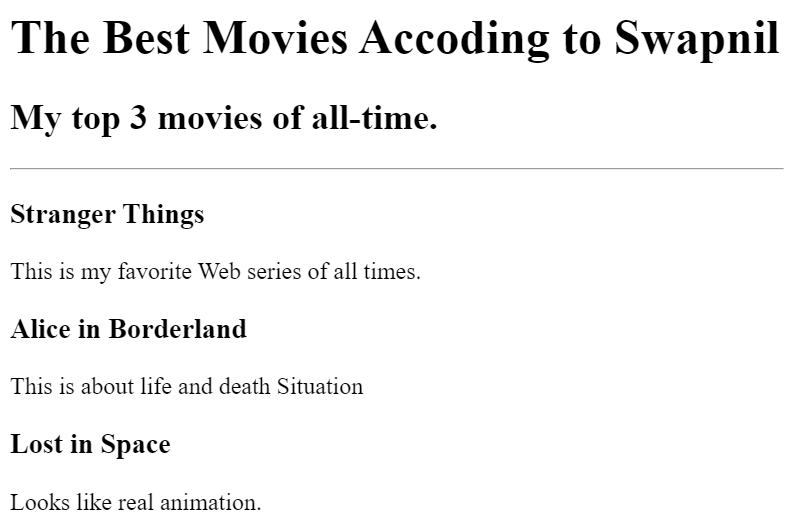 The Best Movies Accoding to Swapnil
My top 3 movies of all-time.
Stranger Things
This is my favorite Web series of all times.
Alice in Borderland
This is about life and death Situation
Lost in Space
Looks like real animation.